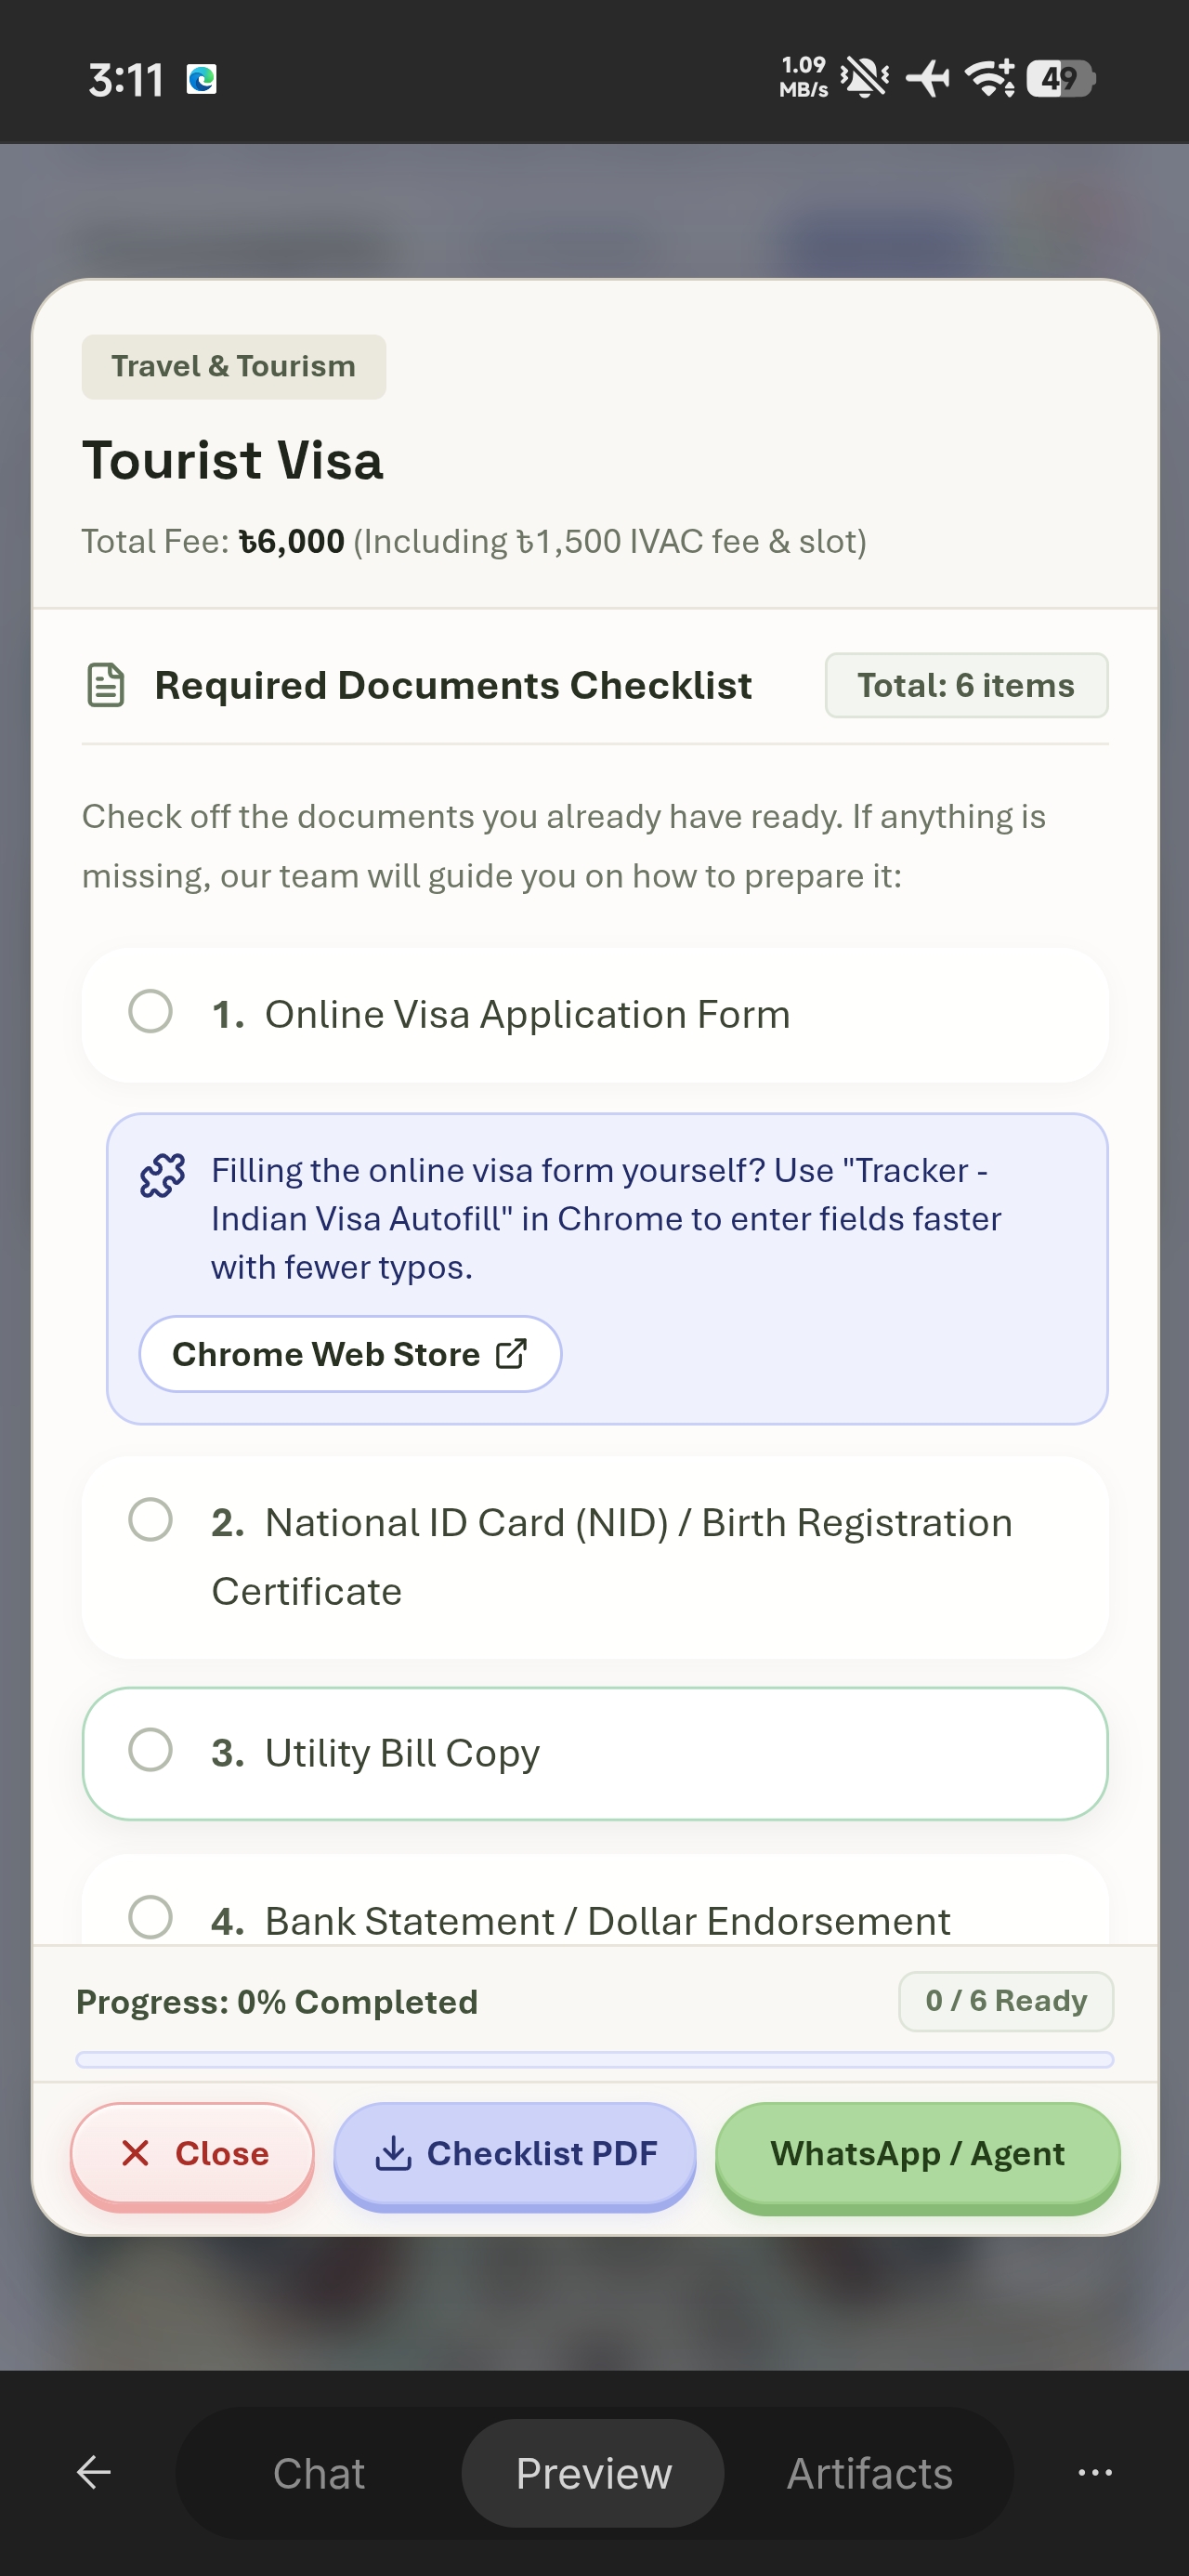 3:11
1.09
MB/s
49
Travel & Tourism
Tourist Visa
Total Fee: ৳6,000 (Including ৳1,500 IVAC fee & slot)
Required Documents Checklist
Total: 6 items
Check off the documents you already have ready. If anything is
missing, our team will guide you on how to prepare it:
1. Online Visa Application Form
Filling the online visa form yourself? Use "Tracker -
Indian Visa Autofill" in Chrome to enter fields faster
with fewer typos.
Chrome Web Store
2. National ID Card (NID) / Birth Registration
Certificate
3. Utility Bill Copy
4. Bank Statement / Dollar Endorsement
Progress: 0% Completed
0 / 6 Ready
Close
Checklist PDF
WhatsApp / Agent
Chat
Preview
Artifacts